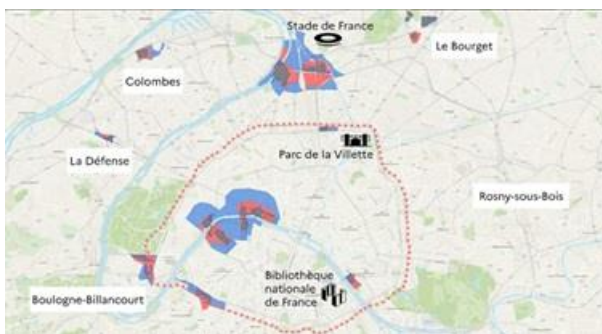 Stade de France
Le Bourget
Colombes
La Défense
Parc de la Villette
Rosny-sous-Bois
Bibliothèque
nationale
de France
Boulogne-Billancourt